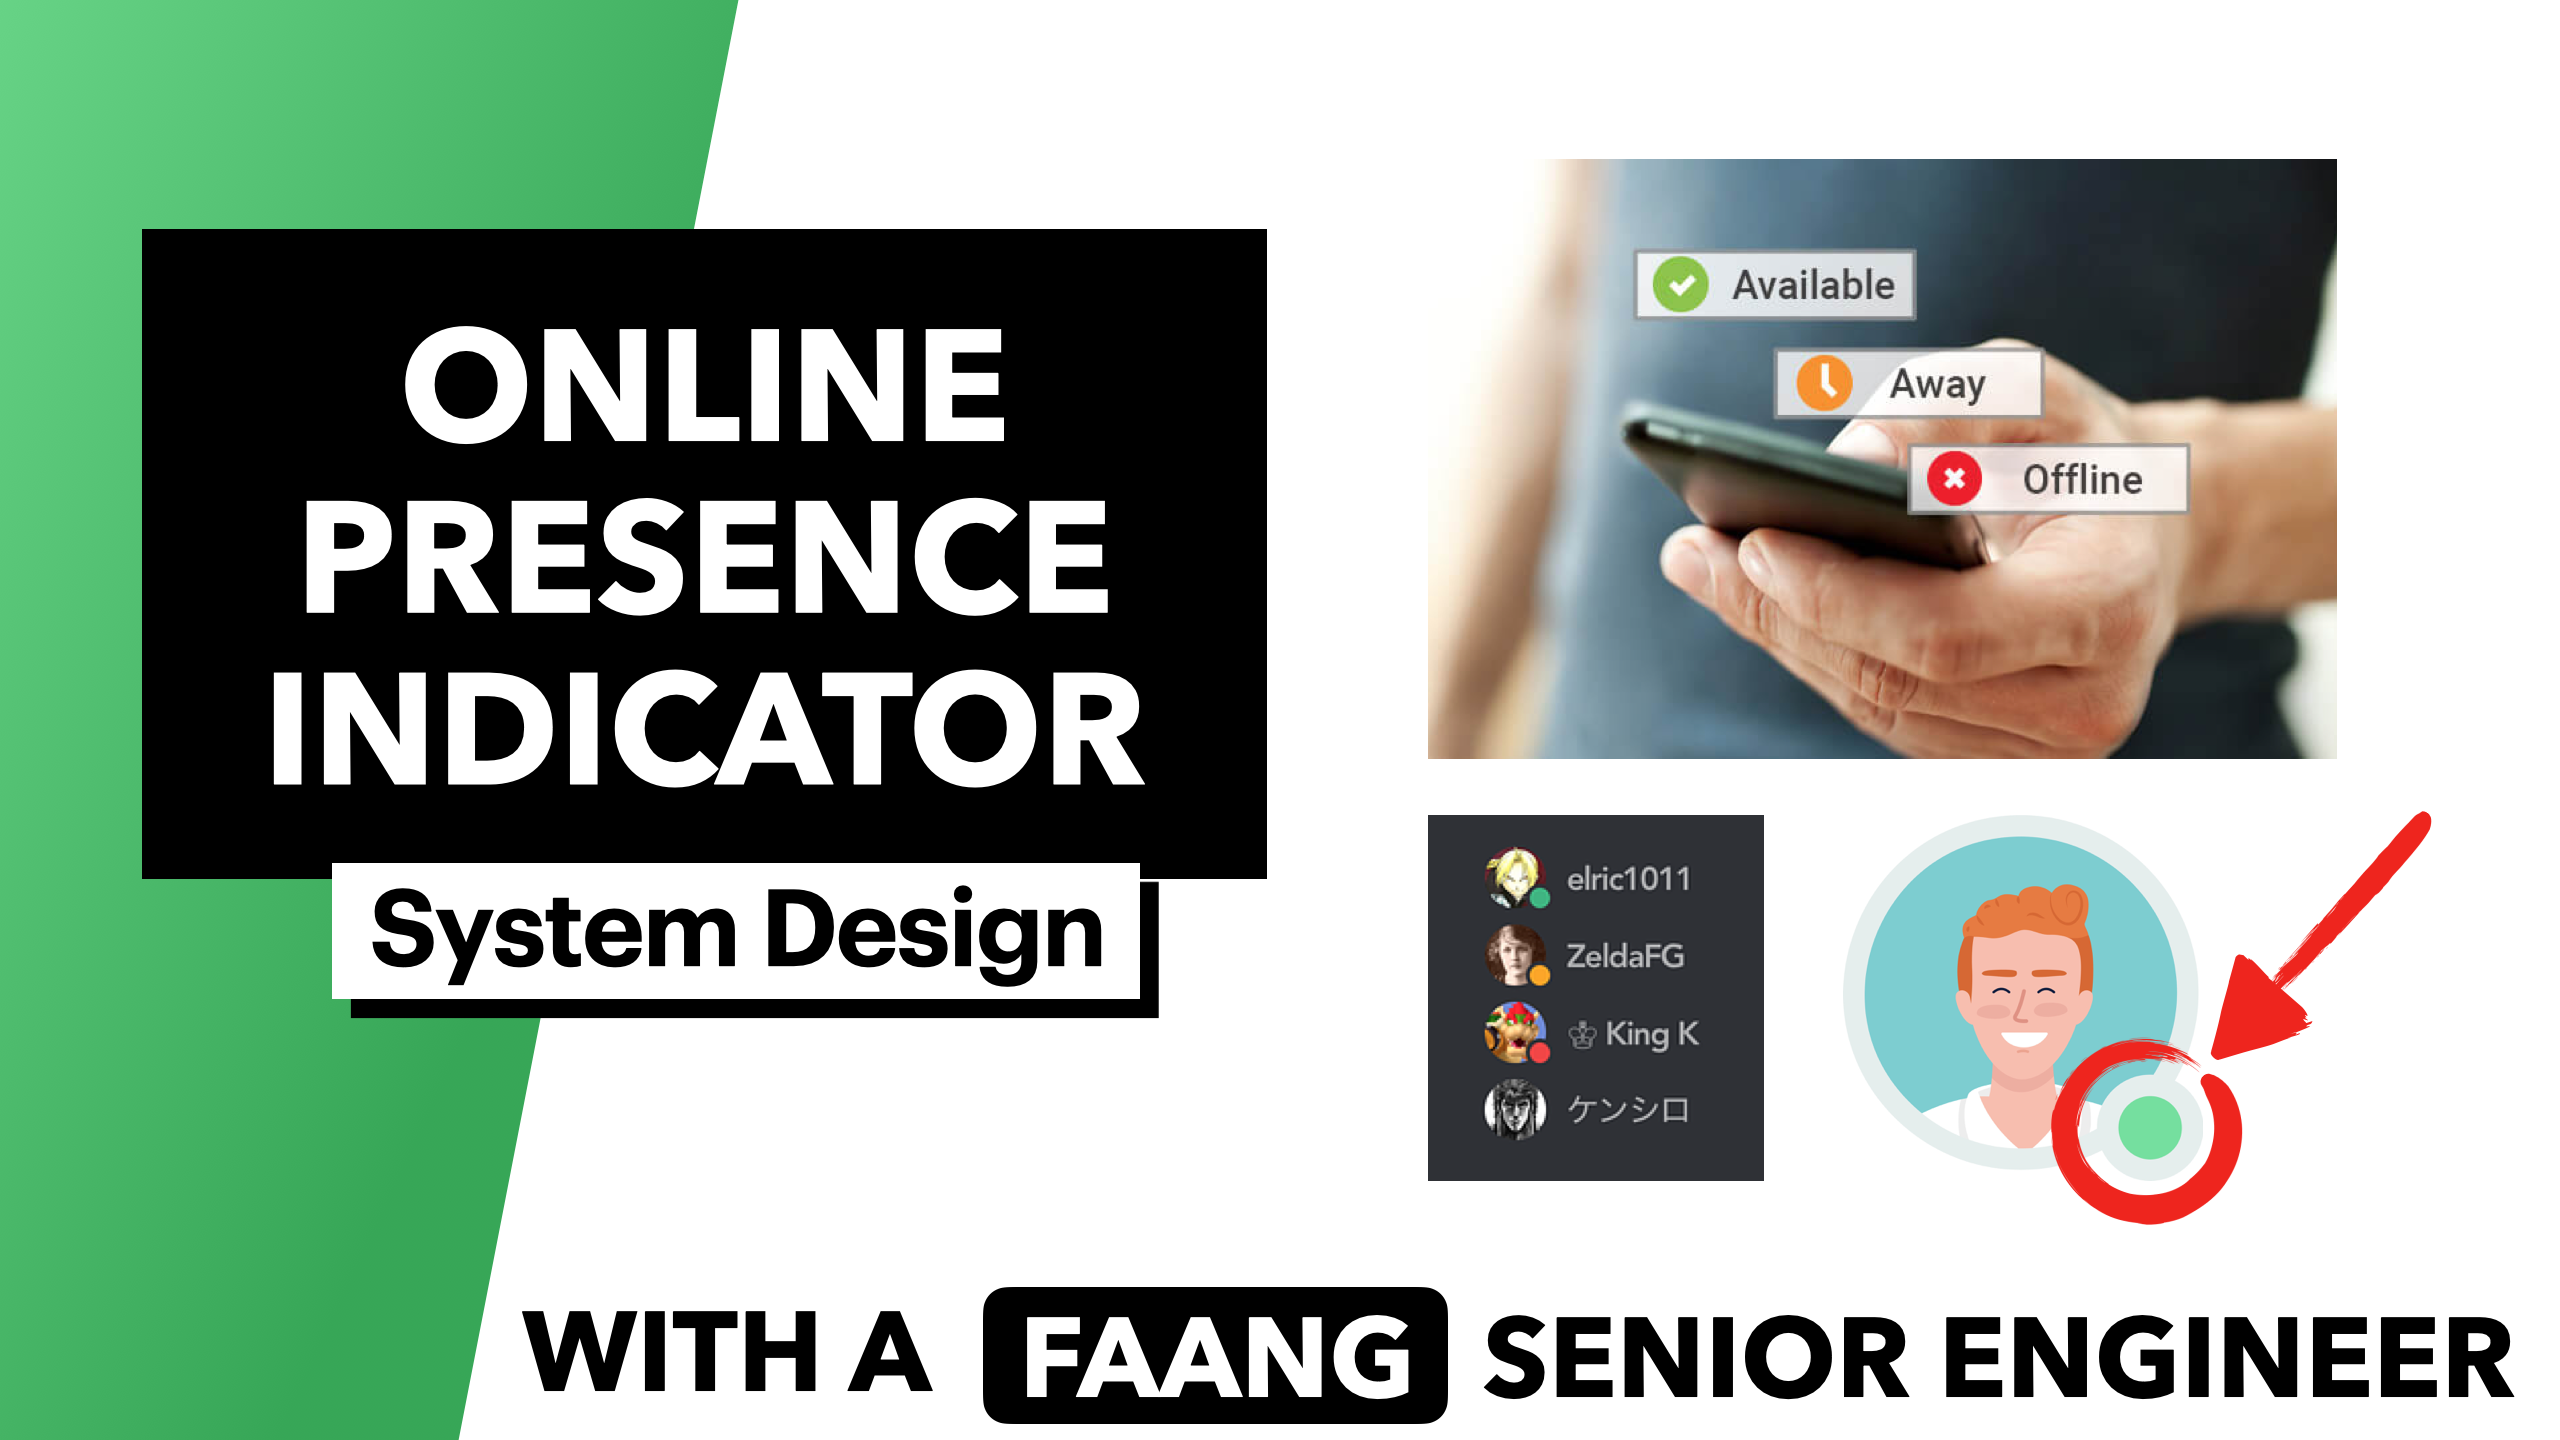 ONLINE
PRESENCE
INDICATOR
System Design
Available
Away
Offline
elric1011
ZeldaFG
♔ King K
ケンシロ
WITH A FAANG SENIOR ENGINEER